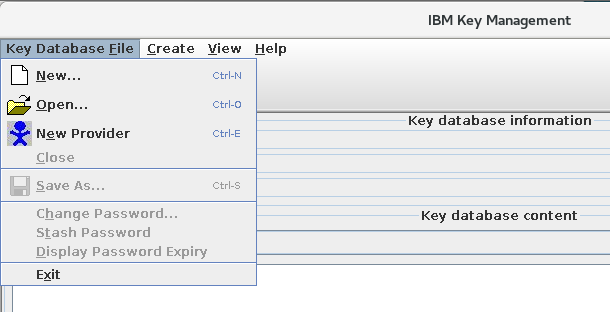 IBM Key Management
Key Database File Create View Help
New... Ctrl-N
Open... Ctrl-O
New Provider Ctrl-E
Close
Save As... Ctrl-S
Change Password...
Stash Password
Display Password Expiry
Exit
Key database information
Key database content